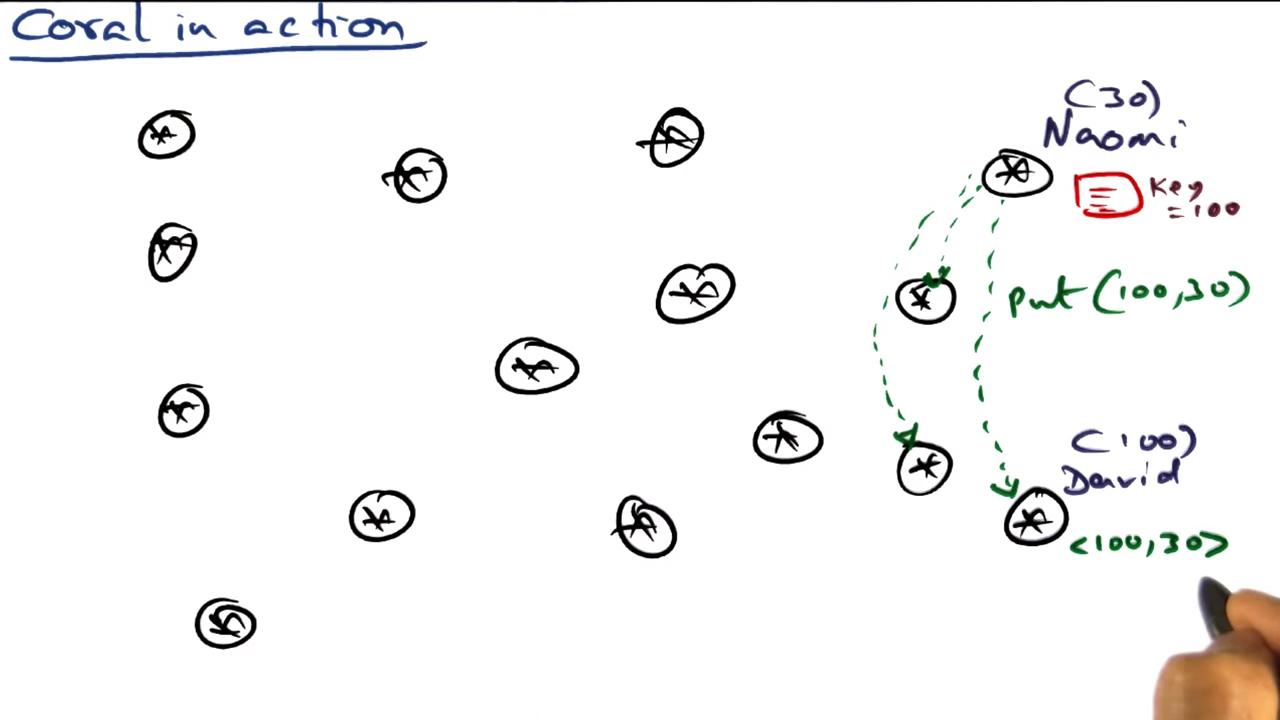 Coral in action
(30)
Naomi
key
=100
put (100,30)
(100)
David
<100,30>